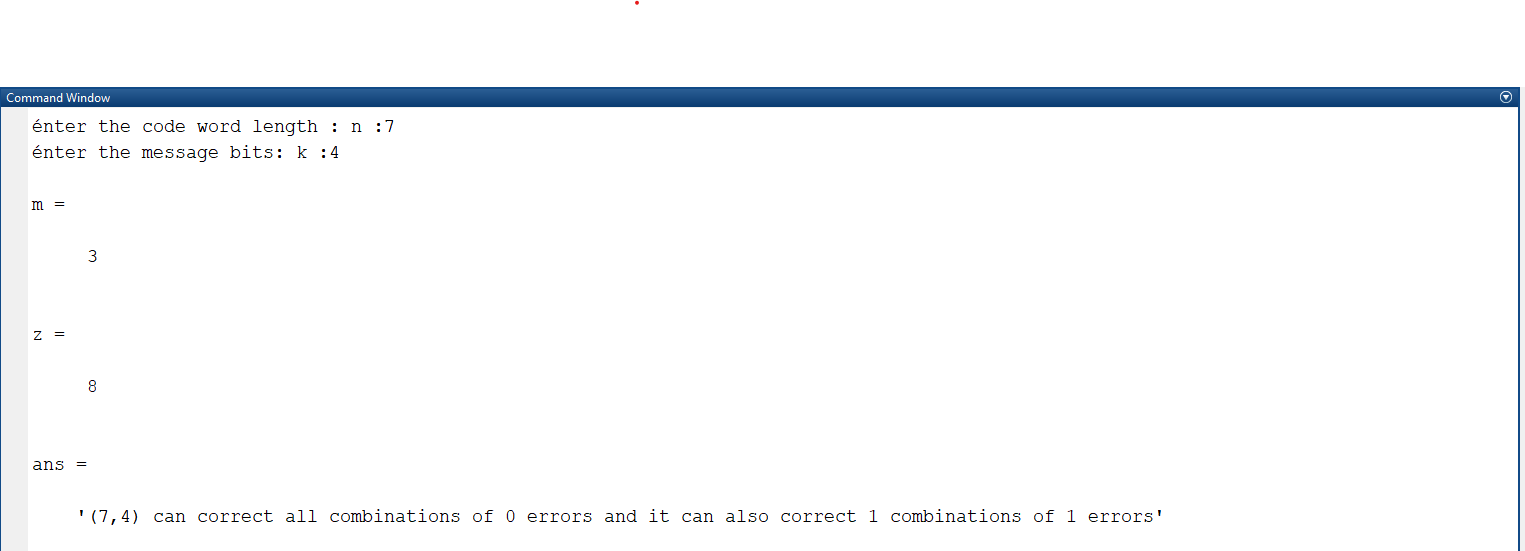 Command Window
énter the code word length : n :7
énter the message bits: k :4
m =
3
z =
8
ans =
'(7,4) can correct all combinations of 0 errors and it can also correct 1 combinations of 1 errors'